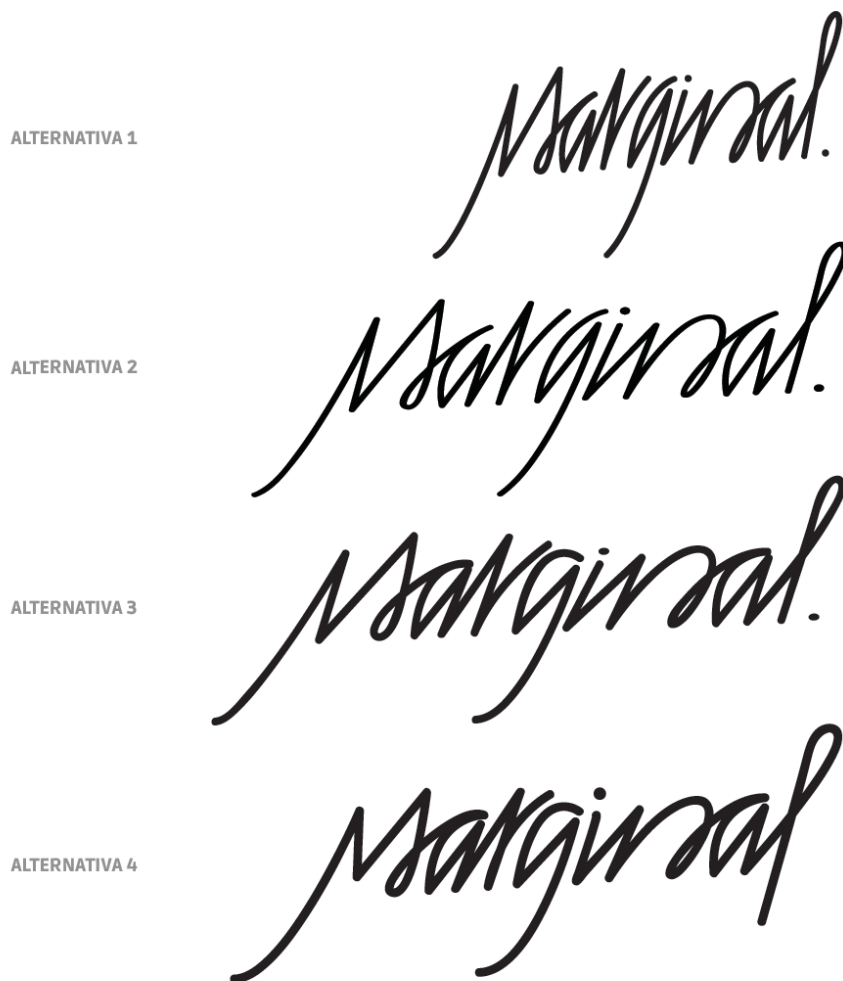 ALTERNATIVA 1
Marginal.
ALTERNATIVA 2
Marginal.
ALTERNATIVA 3
Marginal.
ALTERNATIVA 4
Marginal